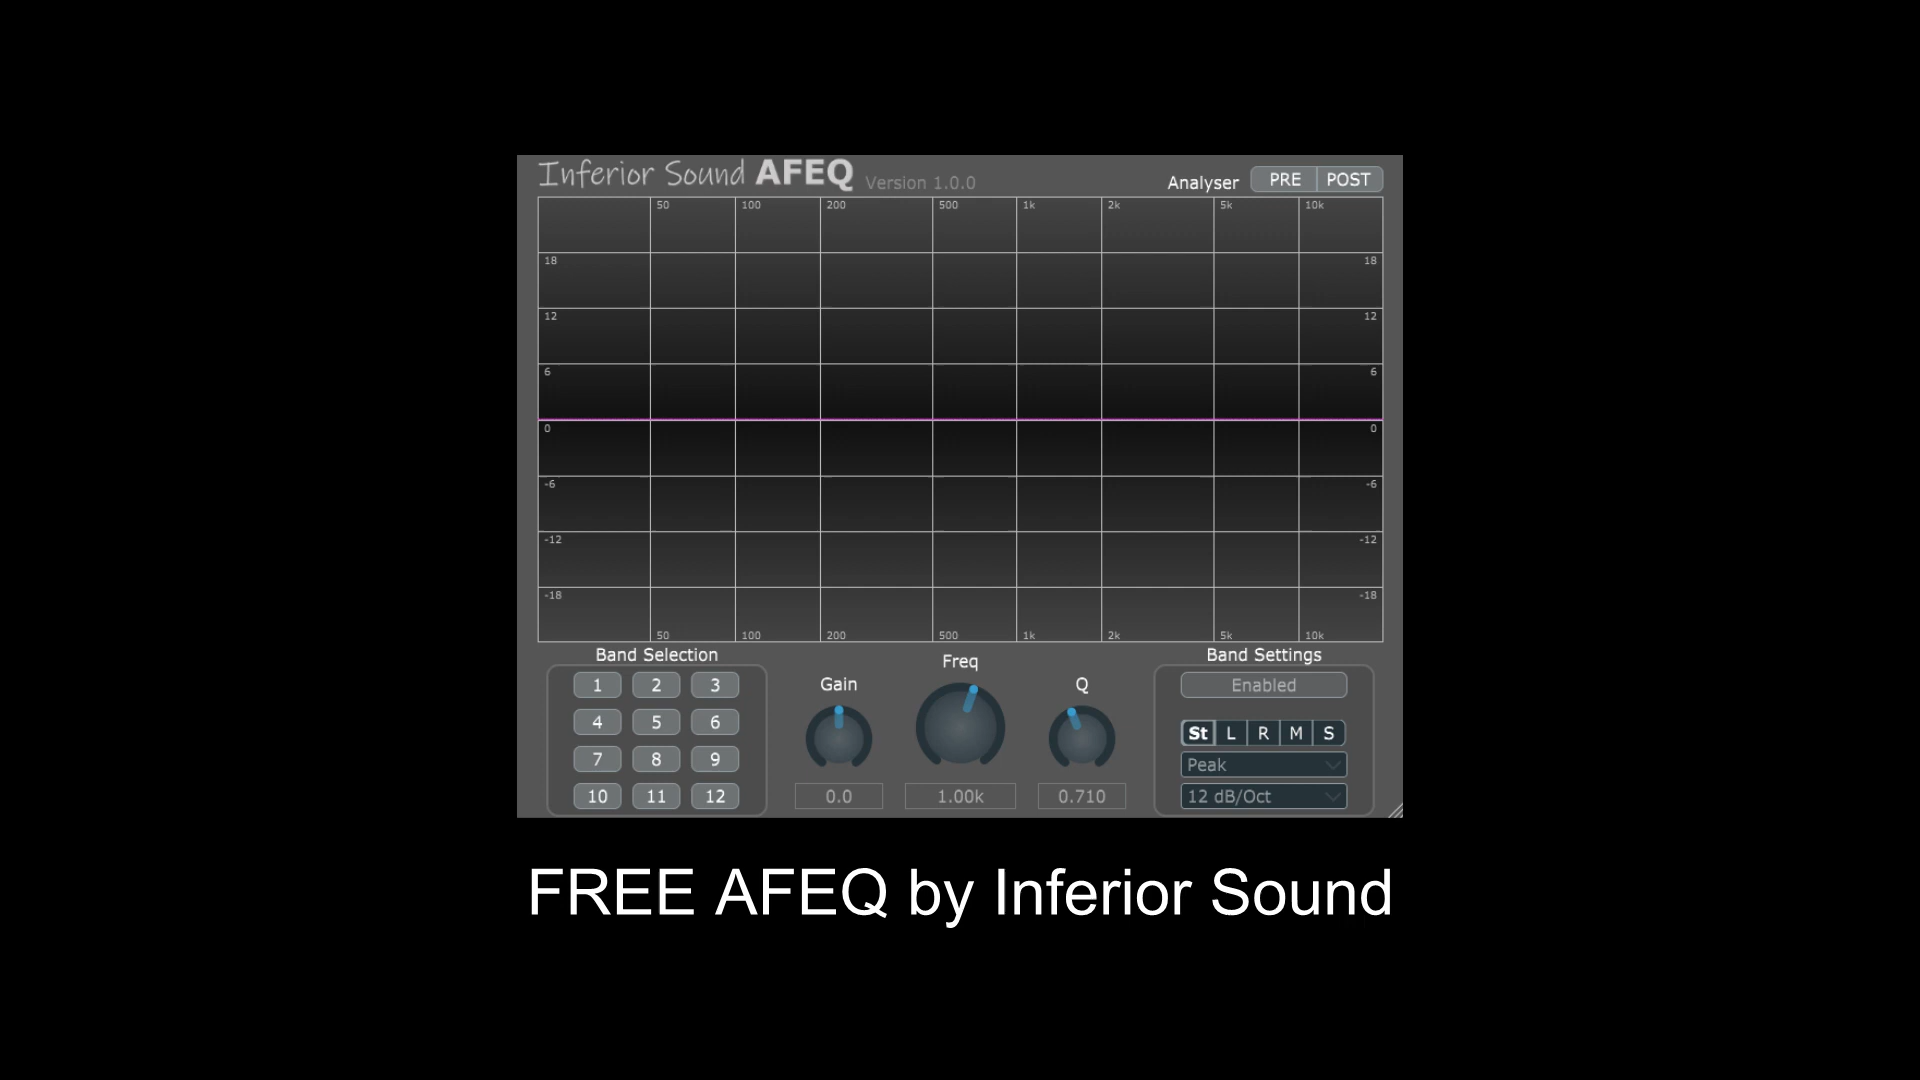 Inferior Sound AFEQ Version 1.0.0 Analyser PRE POST
50 100 200 500 1k 2k 5k 10k
18 18
12 12
6 6
0 0
-6 -6
-12 -12
-18 -18
50 100 200 500 1k 2k 5k 10k
Band Selection
1 2 3
4 5 6
7 8 9
10 11 12
Gain
0.0
Freq
1.00k
Q
0.710
Band Settings
Enabled
St L R M S
Peak
12 dB/Oct
FREE AFEQ by Inferior Sound